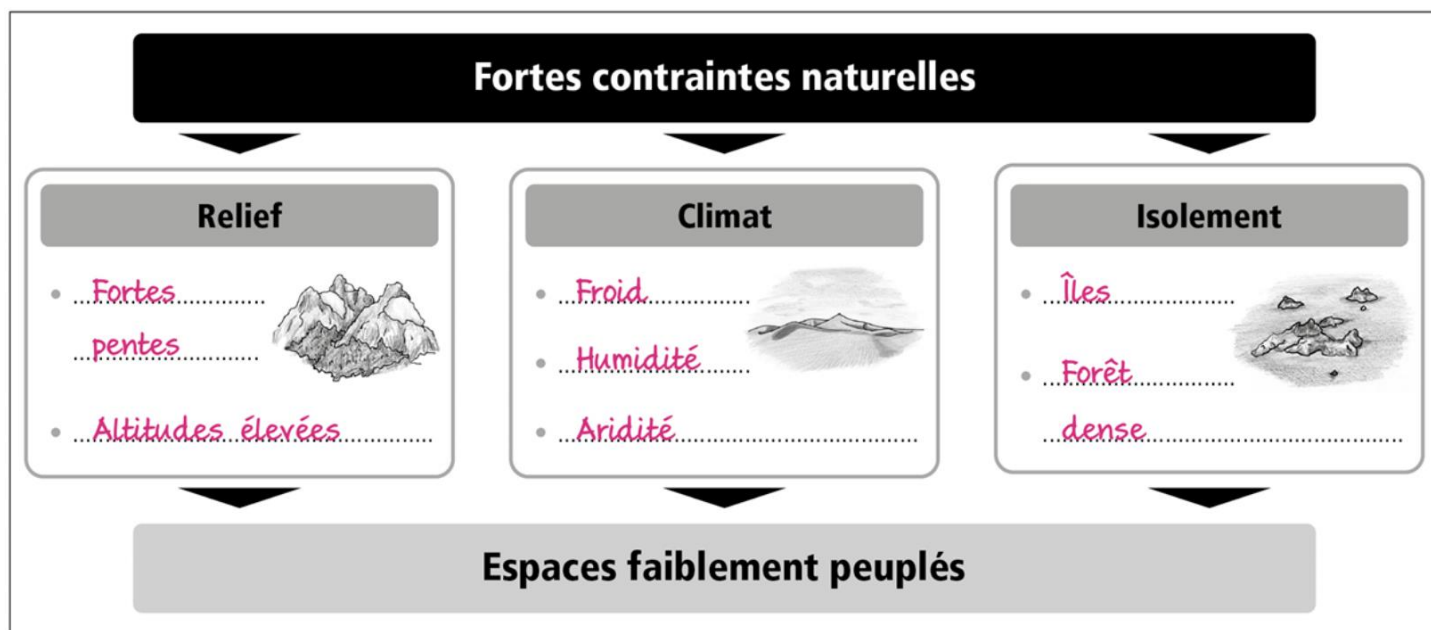 Fortes contraintes naturelles
Relief
Fortes
pentes
Altitudes élevées
Climat
Froid
Humidité
Aridité
Isolement
Îles
Forêt
dense
Espaces faiblement peuplés